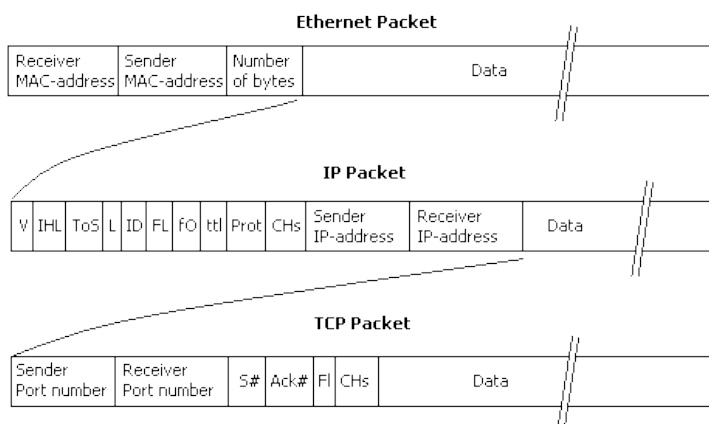 Ethernet Packet
Receiver MAC-address
Sender MAC-address
Number of bytes
Data
IP Packet
V
IHL
ToS
L
ID
FL
fO
ttl
Prot
CHs
Sender IP-address
Receiver IP-address
Data
TCP Packet
Sender Port number
Receiver Port number
S#
Ack#
Fl
CHs
Data